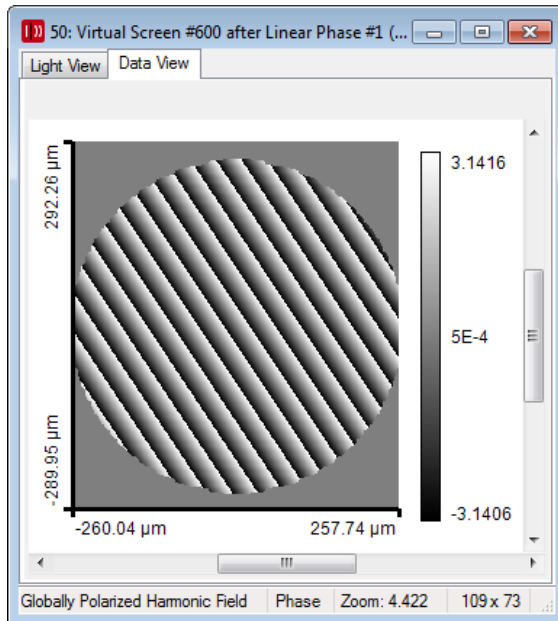 50: Virtual Screen #600 after Linear Phase #1 (...
Light View
Data View
292.26 µm
-289.95 µm
-260.04 µm
257.74 µm
3.1416
5E-4
-3.1406
Globally Polarized Harmonic Field
Phase
Zoom: 4.422
109 x 73